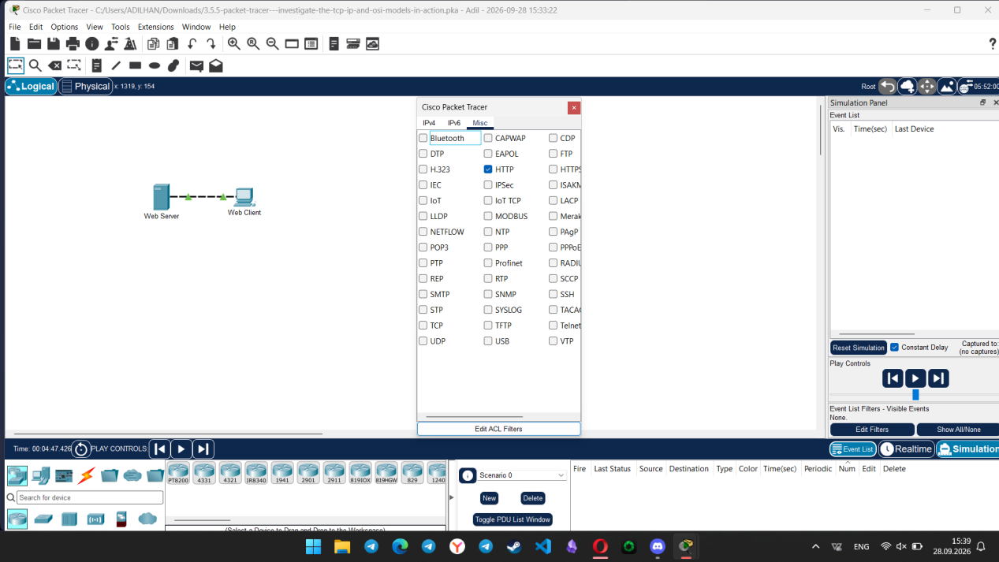 Cisco Packet Tracer - C:/Users/ADILHAN/Downloads/3.5.5-packet-tracer---investigate-the-tcp-ip-and-osi-models-in-action.pka - Adil - 2026-09-28 15:33:22
File Edit Options View Tools Extensions Window Help
?
Logical Physical x: 1319, y: 154 Root 05:52:00
Cisco Packet Tracer
IPv4 IPv6 Misc
Bluetooth CAPWAP CDP
DTP EAPOL FTP
H.323 HTTP HTTPS
IEC IPSec ISAKM
IoT IoT TCP LACP
LLDP MODBUS Merak
NETFLOW NTP PAgP
POP3 PPP PPPoE
PTP Profinet RADIU
REP RTP SCCP
SMTP SNMP SSH
STP SYSLOG TACAC
TCP TFTP Telnet
UDP USB VTP
Edit ACL Filters
Web Server
Web Client
Simulation Panel
Event List
Vis. Time(sec) Last Device
Reset Simulation Constant Delay Captured to:
(no captures)
Play Controls
Event List Filters - Visible Events
None.
Edit Filters Show All/None
Time: 00:04:47.426 PLAY CONTROLS: Event List Realtime Simulation
PT8200 4331 4321 IR8340 1941 2901 2911 819IOX 819HGW 829 1240
Search for device
(Select a Device to Drag and Drop to the Workspace)
Scenario 0
New Delete
Toggle PDU List Window
Fire Last Status Source Destination Type Color Time(sec) Periodic Num Edit Delete
ENG 15:39
28.09.2026